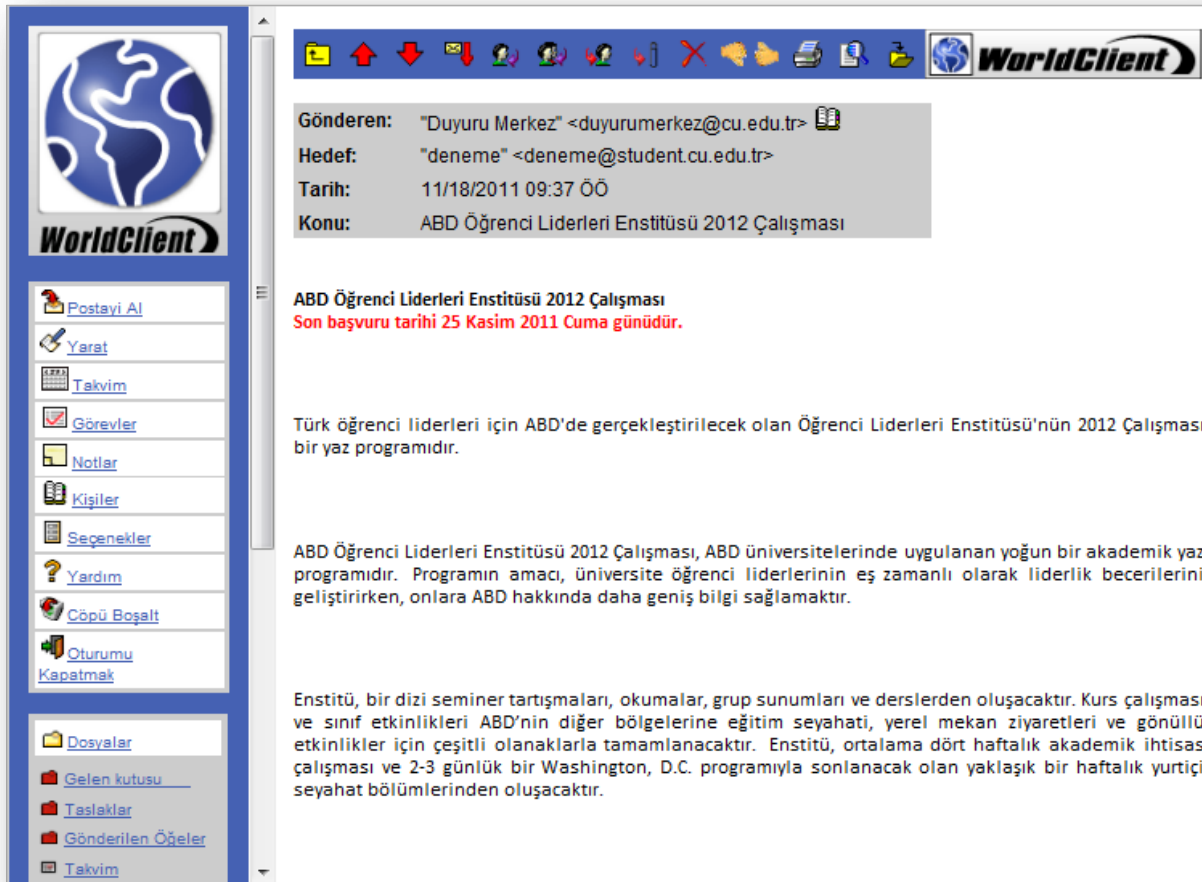 WorldClient
Postayi Al
Yarat
Takvim
Görevler
Notlar
Kişiler
Seçenekler
Yardım
Cöpü Boşalt
Oturumu
Kapatmak
Dosyalar
Gelen kutusu
Taslaklar
Gönderilen Öğeler
Takvim
WorldClient
Gönderen: "Duyuru Merkez" <duyurumerkez@cu.edu.tr>
Hedef: "deneme" <deneme@student.cu.edu.tr>
Tarih: 11/18/2011 09:37 ÖÖ
Konu: ABD Öğrenci Liderleri Enstitüsü 2012 Çalışması
ABD Öğrenci Liderleri Enstitüsü 2012 Çalışması
Son başvuru tarihi 25 Kasim 2011 Cuma günüdür.
Türk öğrenci liderleri için ABD'de gerçekleştirilecek olan Öğrenci Liderleri Enstitüsü'nün 2012 Çalışması
bir yaz programıdır.
ABD Öğrenci Liderleri Enstitüsü 2012 Çalışması, ABD üniversitelerinde uygulanan yoğun bir akademik yaz
programıdır. Programın amacı, üniversite öğrenci liderlerinin eş zamanlı olarak liderlik becerilerini
geliştirirken, onlara ABD hakkında daha geniş bilgi sağlamaktır.
Enstitü, bir dizi seminer tartışmaları, okumalar, grup sunumları ve derslerden oluşacaktır. Kurs çalışması
ve sınıf etkinlikleri ABD’nin diğer bölgelerine eğitim seyahati, yerel mekan ziyaretleri ve gönüllü
etkinlikler için çeşitli olanaklarla tamamlanacaktır. Enstitü, ortalama dört haftalık akademik ihtisas
çalışması ve 2-3 günlük bir Washington, D.C. programıyla sonlanacak olan yaklaşık bir haftalık yurtiçi
seyahat bölümlerinden oluşacaktır.